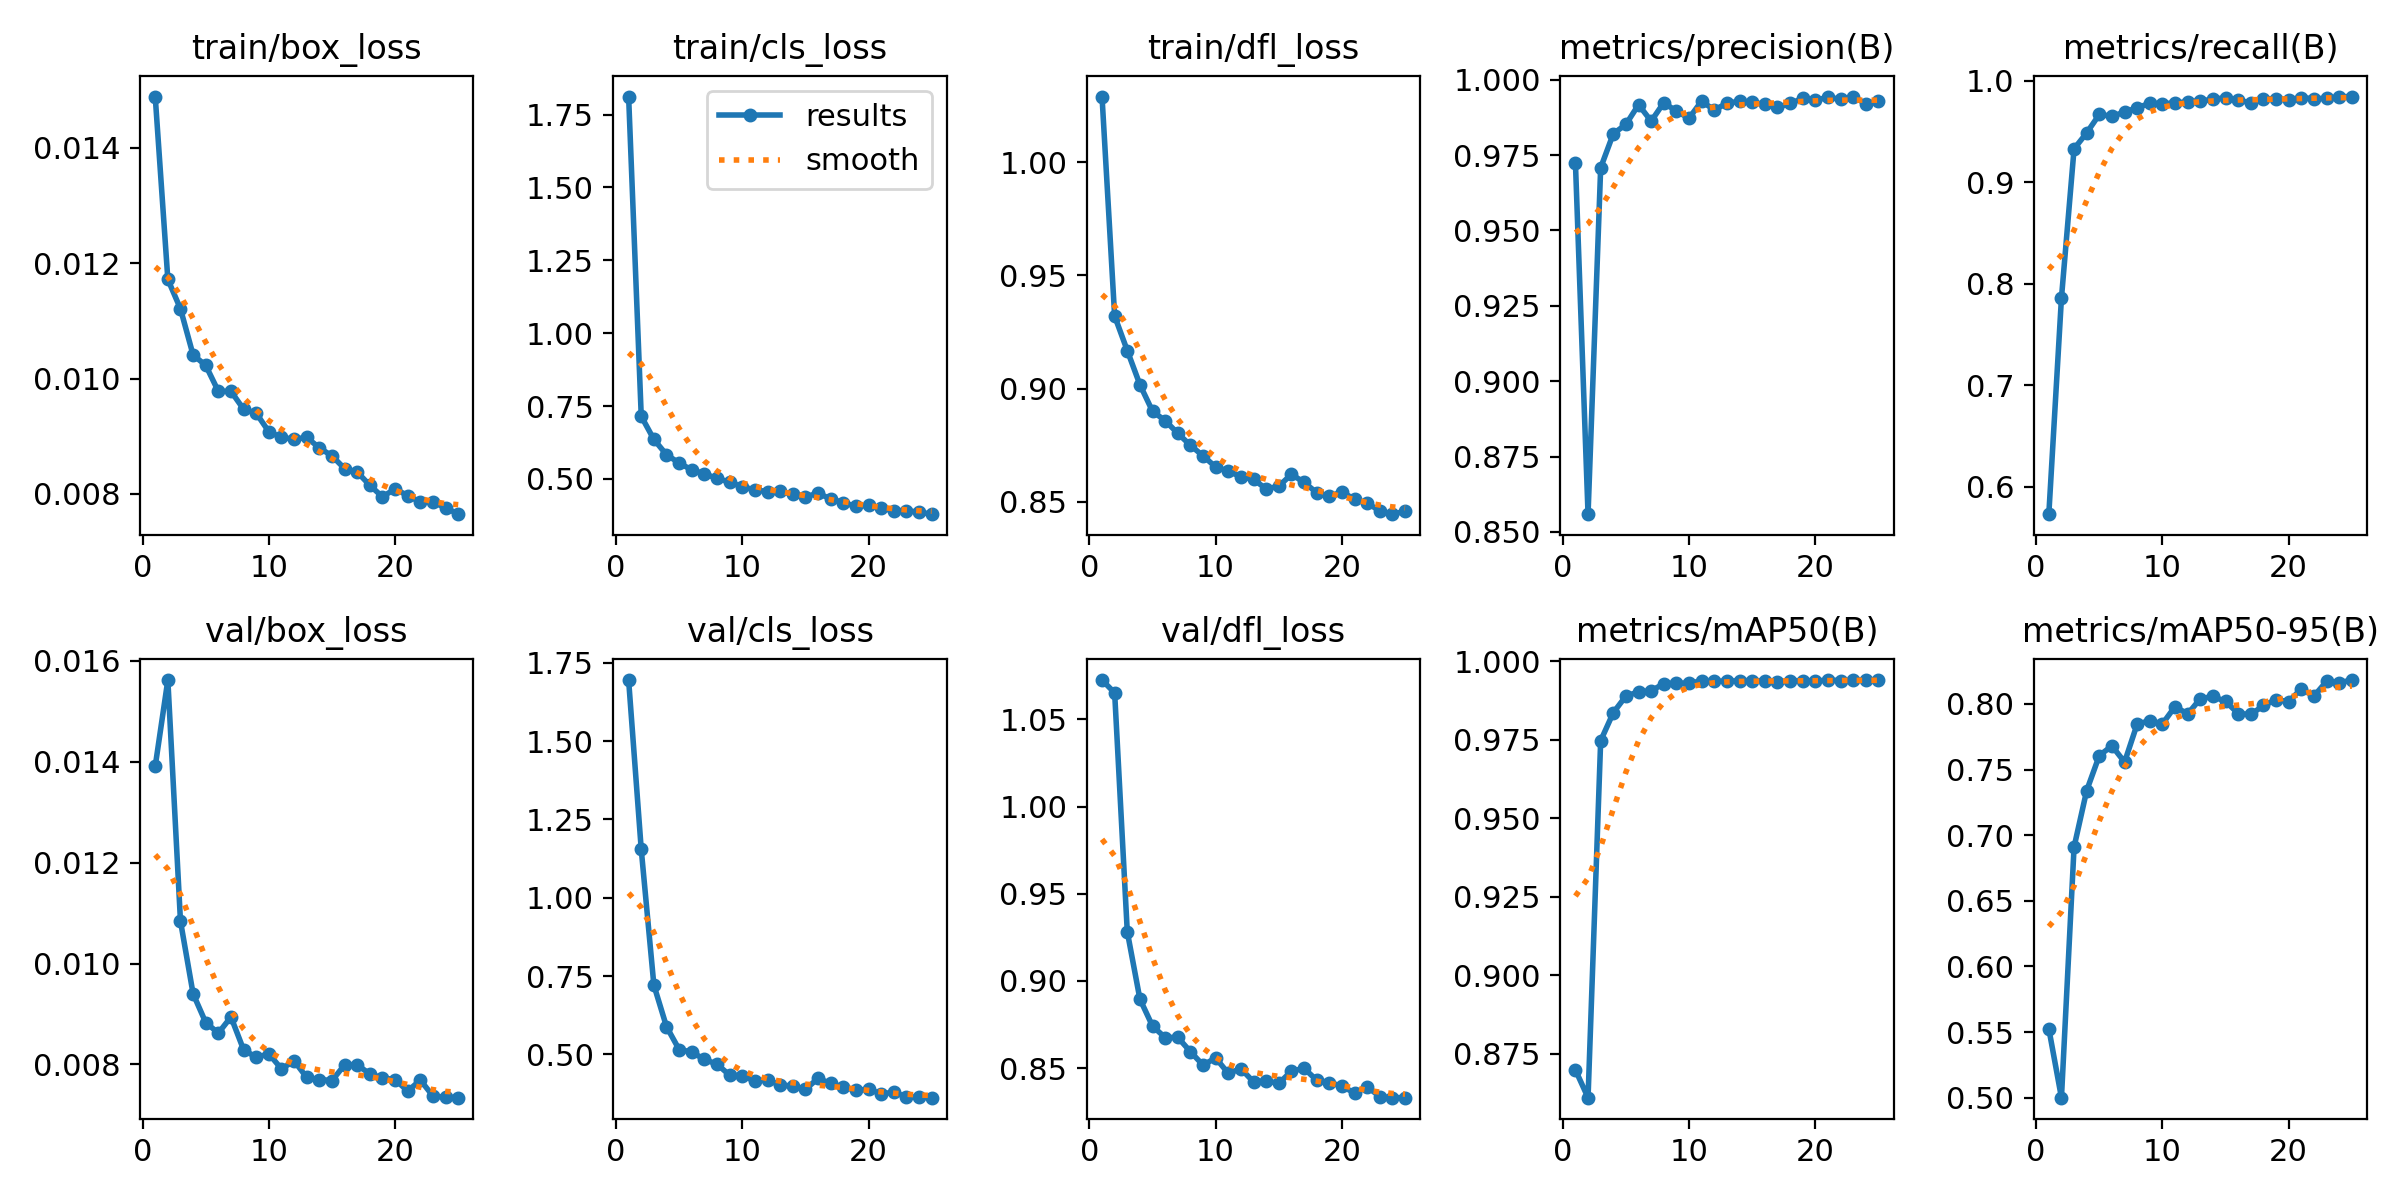 train/box_loss
0.014
0.012
0.010
0.008
0 10 20
train/cls_loss
results
smooth
1.75
1.50
1.25
1.00
0.75
0.50
0 10 20
train/dfl_loss
1.00
0.95
0.90
0.85
0 10 20
metrics/precision(B)
1.000
0.975
0.950
0.925
0.900
0.875
0.850
0 10 20
metrics/recall(B)
1.0
0.9
0.8
0.7
0.6
0 10 20
val/box_loss
0.016
0.014
0.012
0.010
0.008
0 10 20
val/cls_loss
1.75
1.50
1.25
1.00
0.75
0.50
0 10 20
val/dfl_loss
1.05
1.00
0.95
0.90
0.85
0 10 20
metrics/mAP50(B)
1.000
0.975
0.950
0.925
0.900
0.875
0 10 20
metrics/mAP50-95(B)
0.80
0.75
0.70
0.65
0.60
0.55
0.50
0 10 20